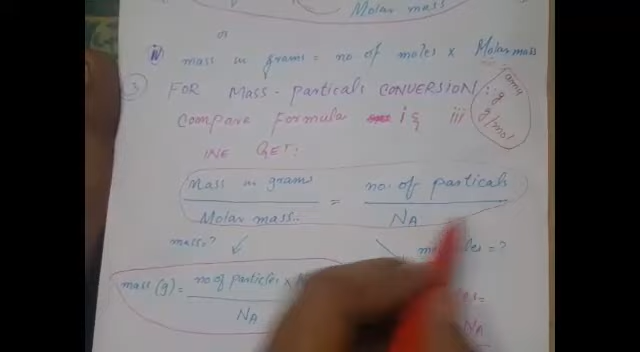 Molar mass
or
iv mass in grams = no of moles × Molar mass
3 FOR Mass - particals CONVERSION:
amu
g
g/mol
Compare Formula i & iii
WE GET:
Mass in grams = no. of particals
Molar mass. NA
mass = ?
= ?
mass (g) = no of particles ×
NA
NA